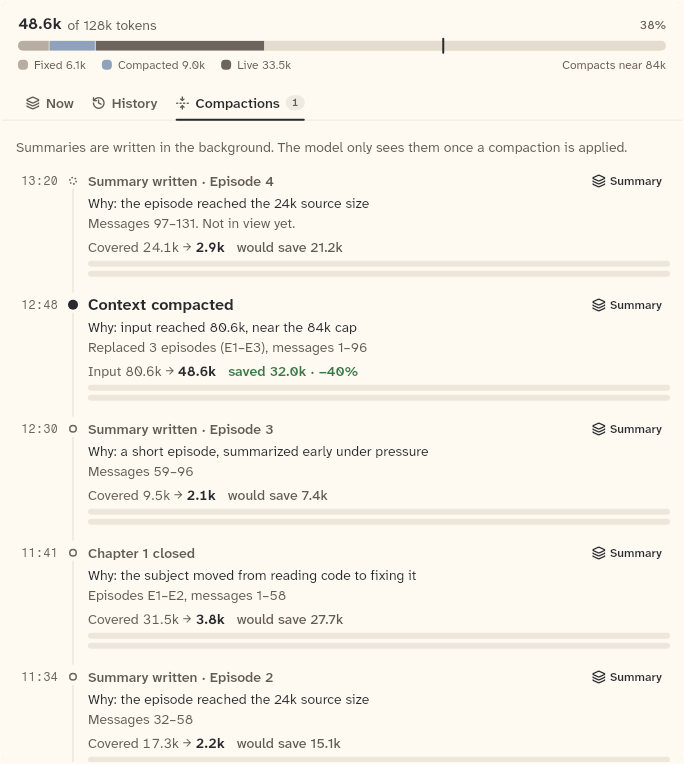 48.6k of 128k tokens 38%
Fixed 6.1k Compacted 9.0k Live 33.5k Compacts near 84k
Now History Compactions 1
Summaries are written in the background. The model only sees them once a compaction is applied.
13:20 Summary written · Episode 4 Summary
Why: the episode reached the 24k source size
Messages 97–131. Not in view yet.
Covered 24.1k → 2.9k would save 21.2k
12:48 Context compacted Summary
Why: input reached 80.6k, near the 84k cap
Replaced 3 episodes (E1–E3), messages 1–96
Input 80.6k → 48.6k saved 32.0k · −40%
12:30 Summary written · Episode 3 Summary
Why: a short episode, summarized early under pressure
Messages 59–96
Covered 9.5k → 2.1k would save 7.4k
11:41 Chapter 1 closed Summary
Why: the subject moved from reading code to fixing it
Episodes E1–E2, messages 1–58
Covered 31.5k → 3.8k would save 27.7k
11:34 Summary written · Episode 2 Summary
Why: the episode reached the 24k source size
Messages 32–58
Covered 17.3k → 2.2k would save 15.1k